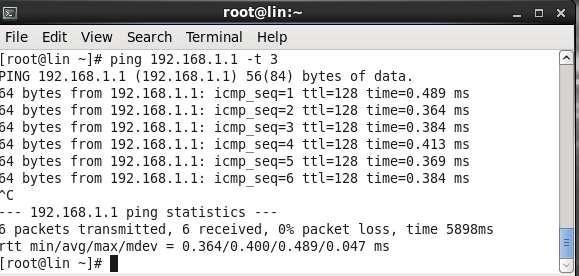 root@lin:~
File Edit View Search Terminal Help
[root@lin ~]# ping 192.168.1.1 -t 3
PING 192.168.1.1 (192.168.1.1) 56(84) bytes of data.
64 bytes from 192.168.1.1: icmp_seq=1 ttl=128 time=0.489 ms
64 bytes from 192.168.1.1: icmp_seq=2 ttl=128 time=0.364 ms
64 bytes from 192.168.1.1: icmp_seq=3 ttl=128 time=0.384 ms
64 bytes from 192.168.1.1: icmp_seq=4 ttl=128 time=0.413 ms
64 bytes from 192.168.1.1: icmp_seq=5 ttl=128 time=0.369 ms
64 bytes from 192.168.1.1: icmp_seq=6 ttl=128 time=0.384 ms
^C
--- 192.168.1.1 ping statistics ---
6 packets transmitted, 6 received, 0% packet loss, time 5898ms
rtt min/avg/max/mdev = 0.364/0.400/0.489/0.047 ms
[root@lin ~]#